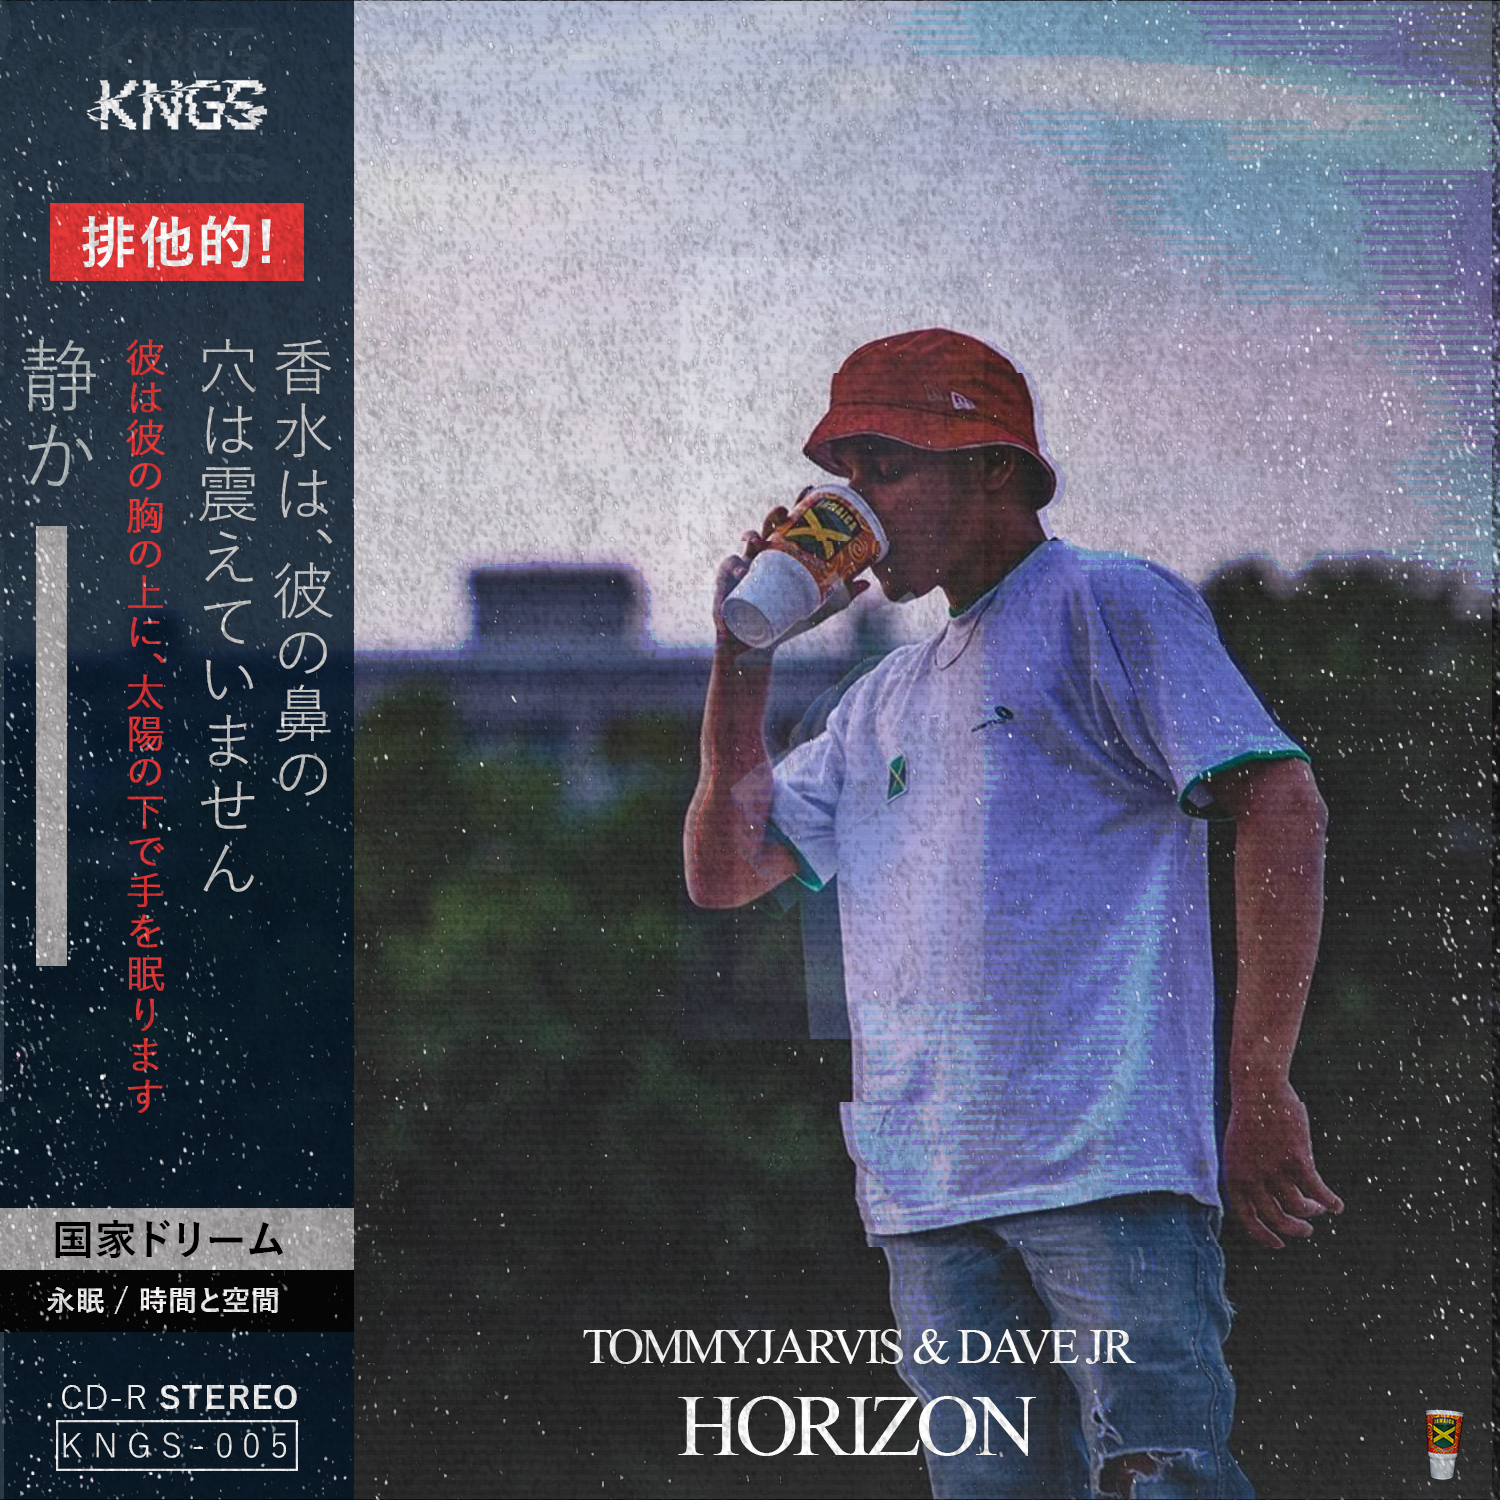 KNGS
排他的!
香水は、彼の鼻の
穴は震えていません
彼は彼の胸の上に、太陽の下で手を眠ります
静か
国家ドリーム
永眠 / 時間と空間
CD-R STEREO
KNGS-005
JAMAICA
TOMMYJARVIS & DAVE JR
HORIZON
JAMAICA